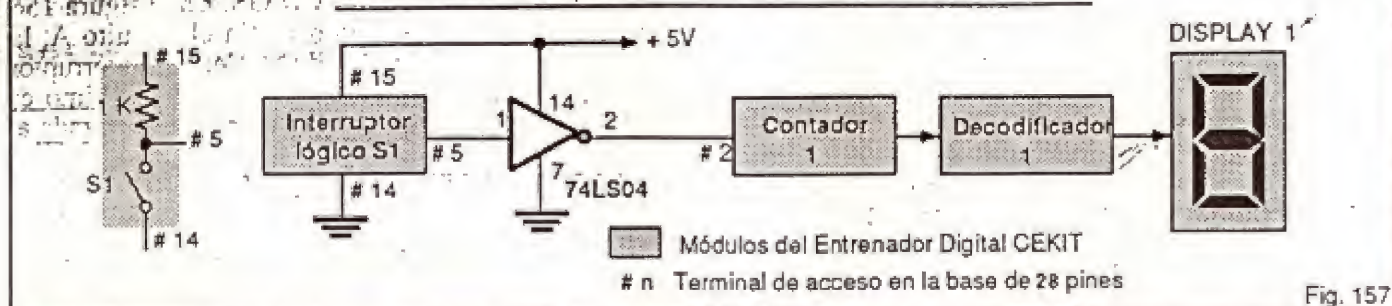 DISPLAY 1
+ 5V
# 15
K
# 5
S1
# 14
# 15
Interruptor
lógico S1
# 5
# 14
1
14
2
7
74LS04
# 2
Contador
1
Decodificador
1
Módulos del Entrenador Digital CEKIT
# n Terminal de acceso en la base de 28 pines
Fig. 157